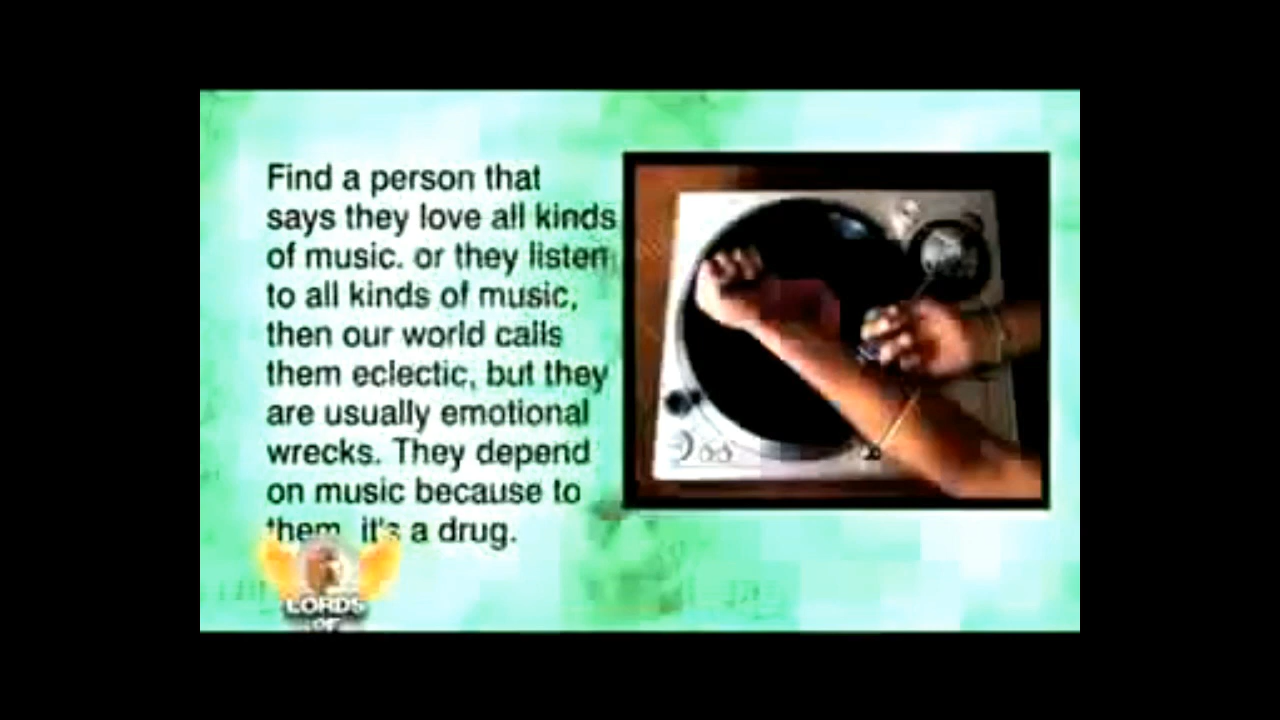 Find a person that
says they love all kinds
of music. or they listen
to all kinds of music,
then our world calls
them eclectic, but they
are usually emotional
wrecks. They depend
on music because to
them, it's a drug.
LORDS
OF